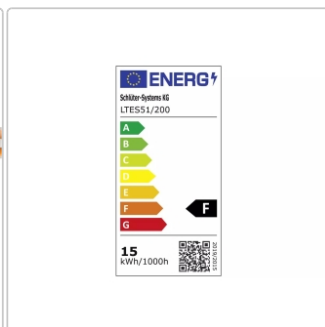 ENERG
Schlüter-Systems KG
LTES51/200
A
B
C
D
E
F
F
G
15
kWh/1000h
2019/2015